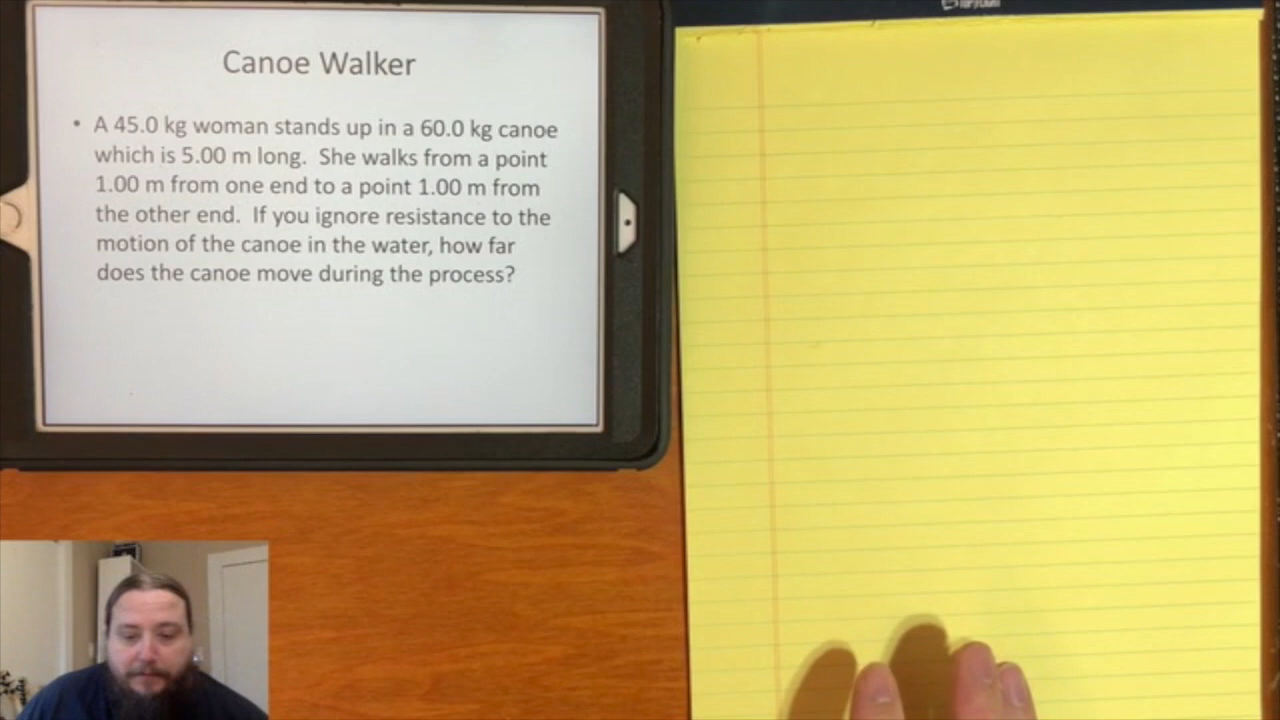 Canoe Walker
• A 45.0 kg woman stands up in a 60.0 kg canoe
which is 5.00 m long. She walks from a point
1.00 m from one end to a point 1.00 m from
the other end. If you ignore resistance to the
motion of the canoe in the water, how far
does the canoe move during the process?